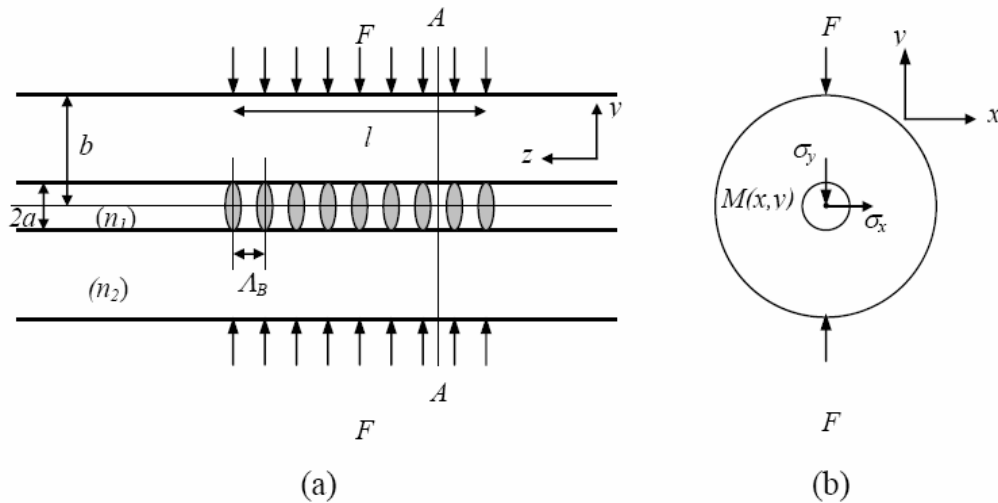 A
F
b
l
y
z
2a
(n1)
ΛB
(n2)
A
F
(a)
F
y
x
σy
M(x,y)
σx
F
(b)